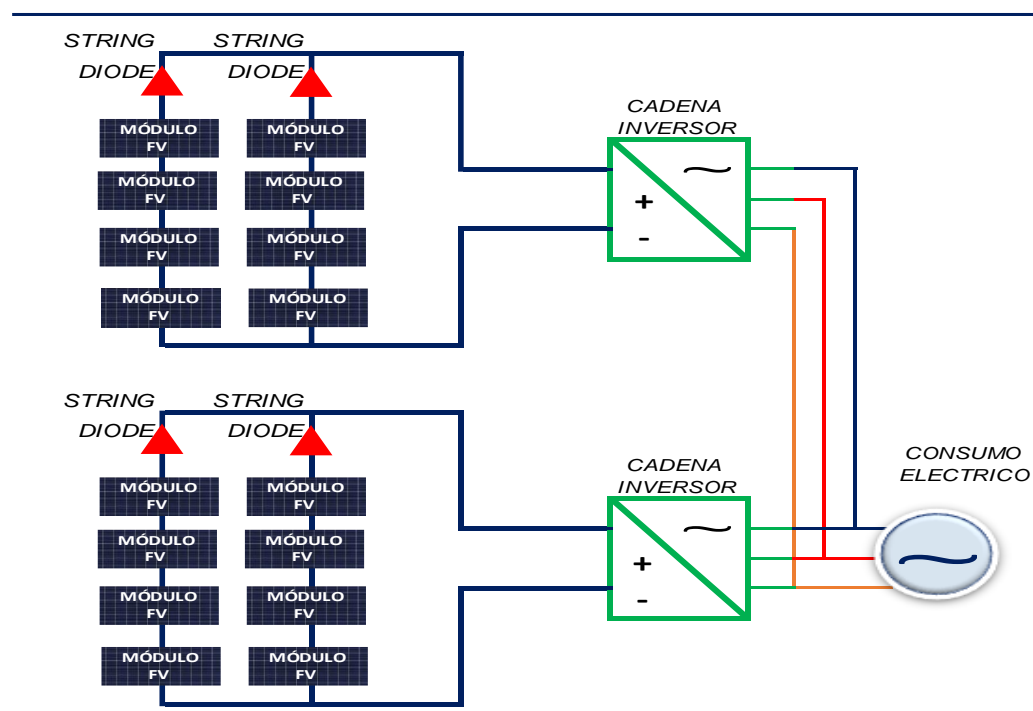 STRING
DIODE
STRING
DIODE
MÓDULO
FV
MÓDULO
FV
MÓDULO
FV
MÓDULO
FV
MÓDULO
FV
MÓDULO
FV
MÓDULO
FV
MÓDULO
FV
CADENA
INVERSOR
+
-
STRING
DIODE
STRING
DIODE
MÓDULO
FV
MÓDULO
FV
MÓDULO
FV
MÓDULO
FV
MÓDULO
FV
MÓDULO
FV
MÓDULO
FV
MÓDULO
FV
CADENA
INVERSOR
+
-
CONSUMO
ELECTRICO